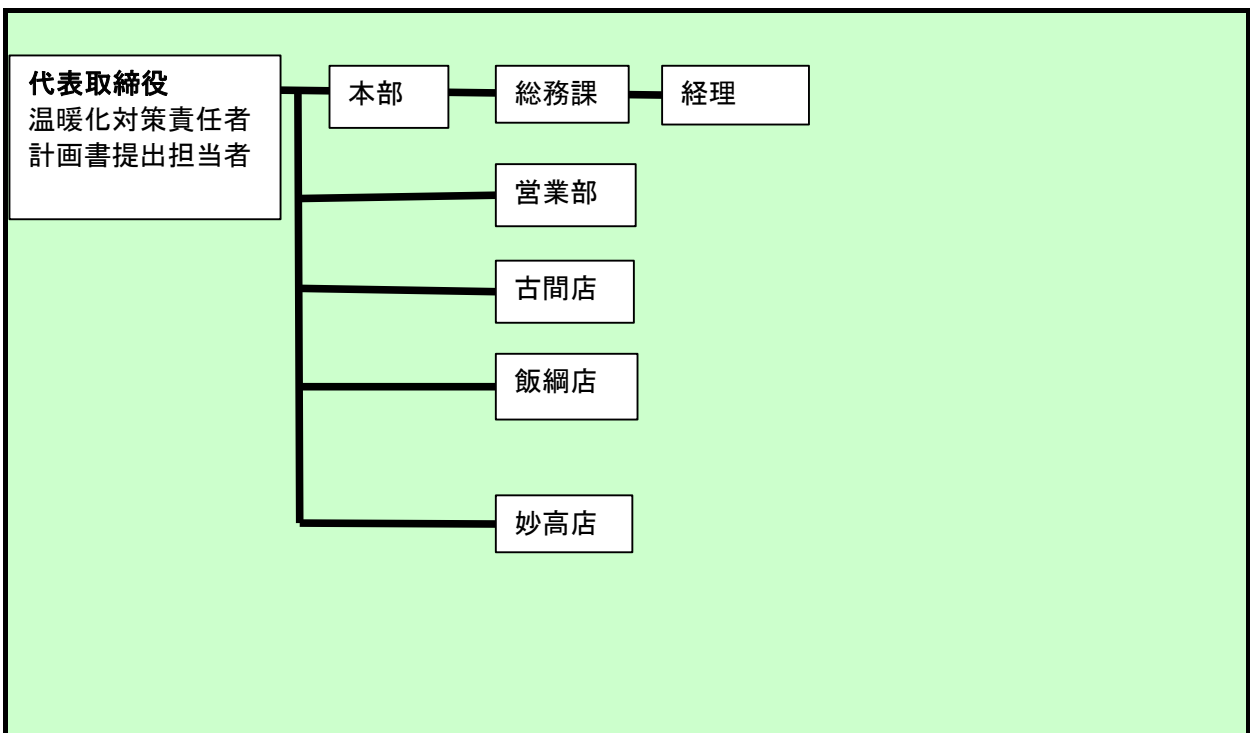 代表取締役
温暖化対策責任者
計画書提出担当者
本部
総務課
経理
営業部
古間店
飯綱店
妙高店